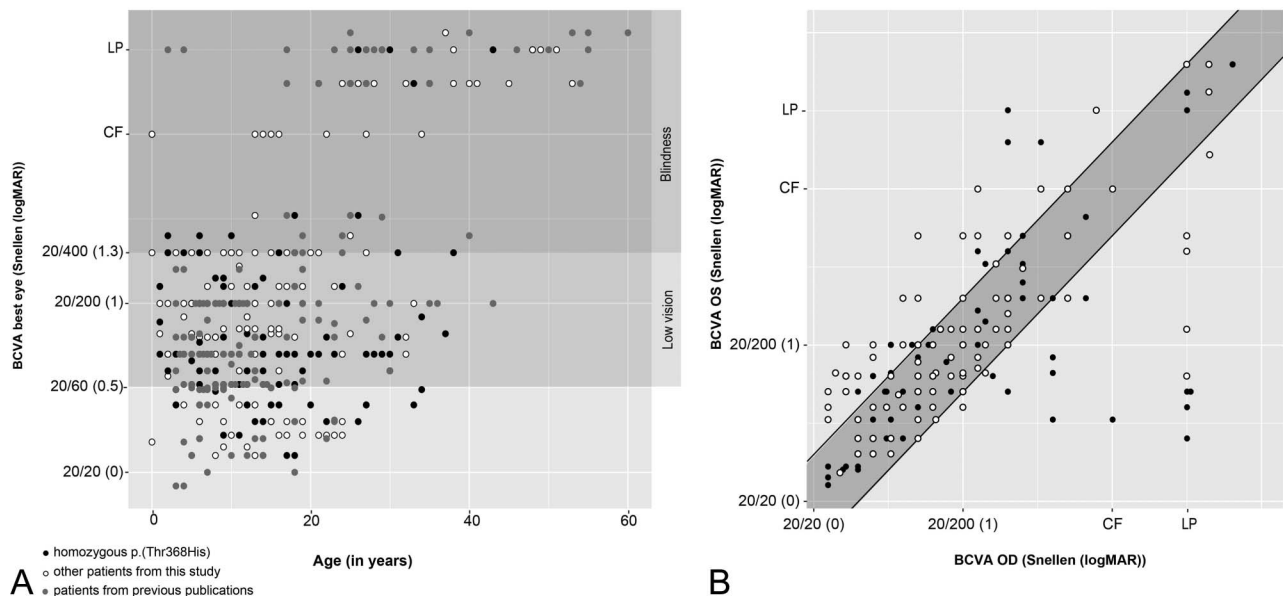 LP
CF
20/400 (1.3)
20/200 (1)
20/60 (0.5)
20/20 (0)
BCVA best eye (Snellen (logMAR))
Blindness
Low vision
0
20
40
60
Age (in years)
A
homozygous p.(Thr368His)
other patients from this study
patients from previous publications
LP
CF
20/200 (1)
20/20 (0)
BCVA OS (Snellen (logMAR))
20/20 (0)
20/200 (1)
CF
LP
BCVA OD (Snellen (logMAR))
B